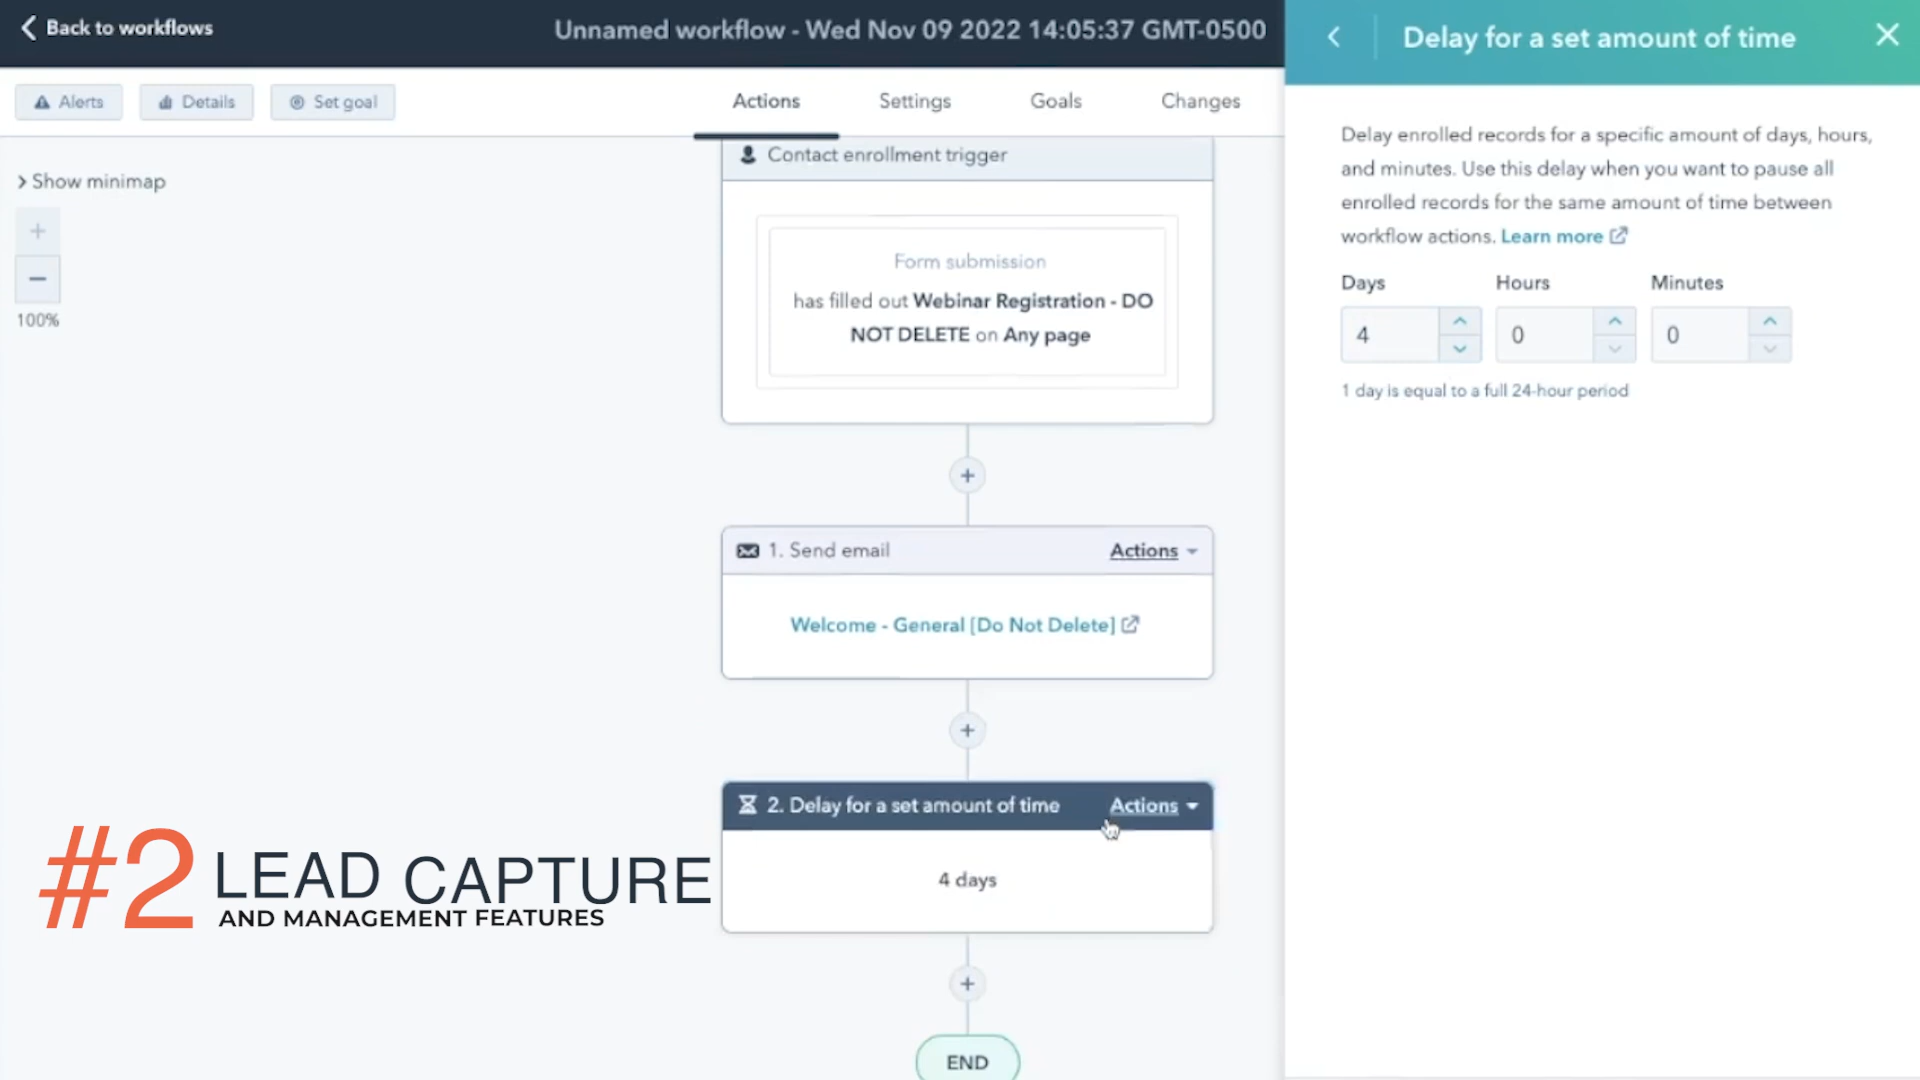 Back to workflows
Unnamed workflow - Wed Nov 09 2022 14:05:37 GMT-0500
Alerts
Details
Set goal
Actions
Settings
Goals
Changes
Show minimap
+
−
100%
Contact enrollment trigger
Form submission
has filled out Webinar Registration - DO
NOT DELETE on Any page
+
1. Send email
Actions
Welcome - General [Do Not Delete]
+
2. Delay for a set amount of time
Actions
4 days
+
END
#2 LEAD CAPTURE
AND MANAGEMENT FEATURES
Delay for a set amount of time
Delay enrolled records for a specific amount of days, hours,
and minutes. Use this delay when you want to pause all
enrolled records for the same amount of time between
workflow actions. Learn more
Days
Hours
Minutes
4
0
0
1 day is equal to a full 24-hour period